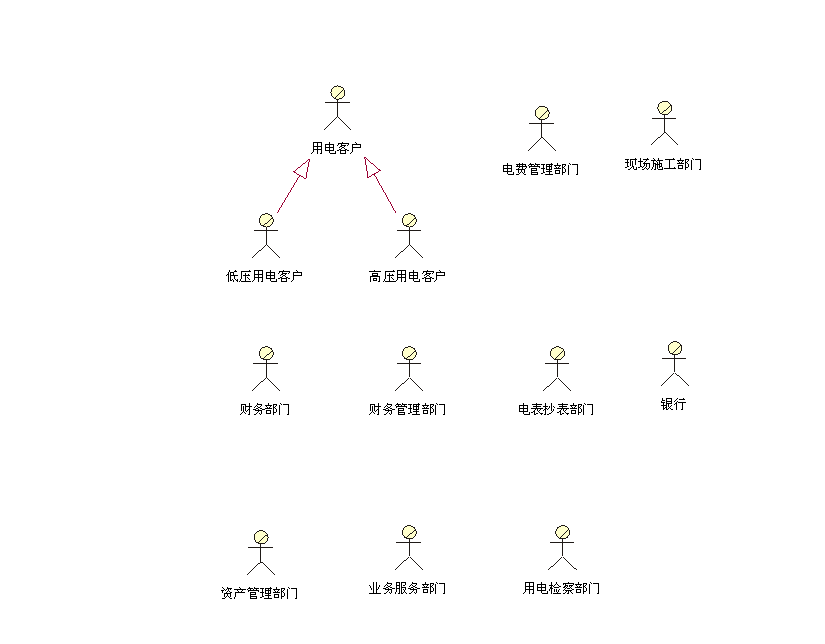 用电客户
电费管理部门
现场施工部门
低压用电客户
高压用电客户
财务部门
财务管理部门
电表抄表部门
银行
资产管理部门
业务服务部门
用电检察部门